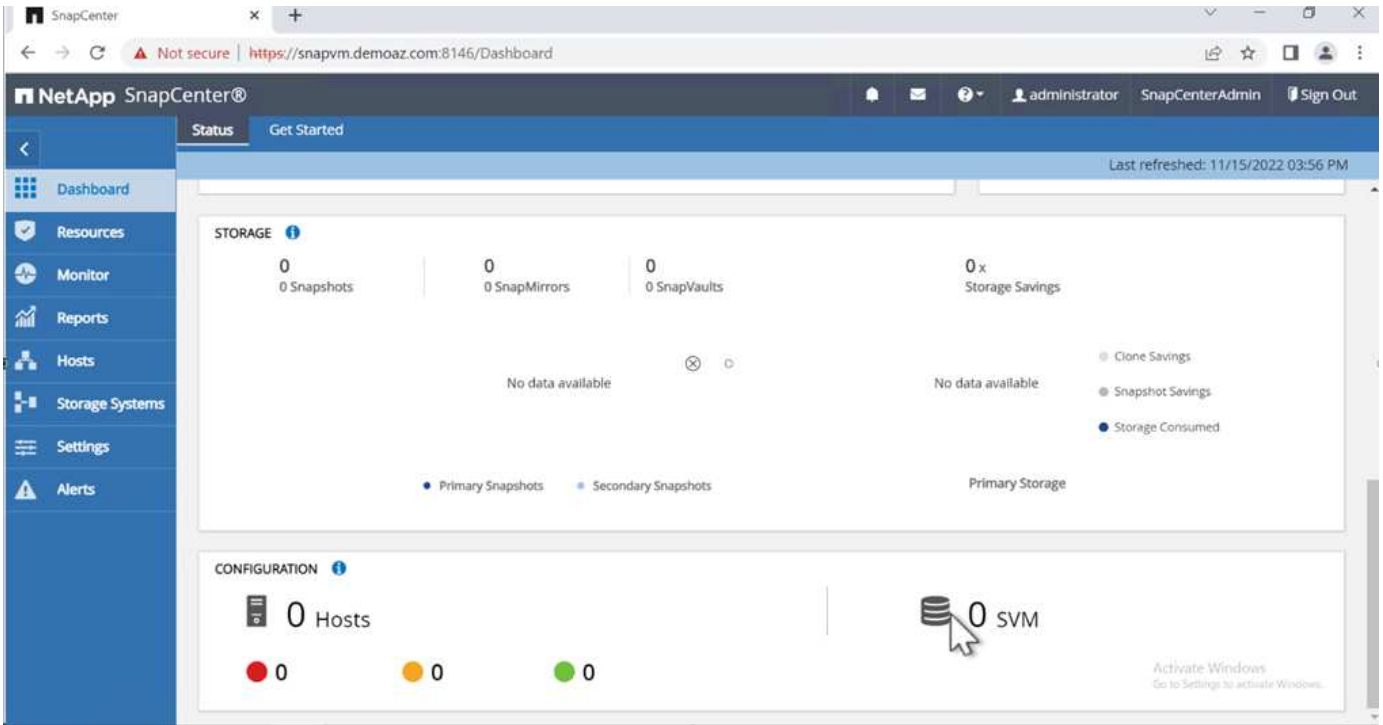 SnapCenter
Not secure | https://snapvm.demoaz.com:8146/Dashboard
NetApp SnapCenter®
administrator SnapCenterAdmin Sign Out
Status Get Started
Last refreshed: 11/15/2022 03:56 PM
Dashboard
Resources
Monitor
Reports
Hosts
Storage Systems
Settings
Alerts
STORAGE
0 0 0 0 x
0 Snapshots 0 SnapMirrors 0 SnapVaults Storage Savings
No data available No data available
Clone Savings
Snapshot Savings
Storage Consumed
Primary Snapshots Secondary Snapshots Primary Storage
CONFIGURATION
0 Hosts 0 SVM
0 0 0
Activate Windows
Go to Settings to activate Windows.